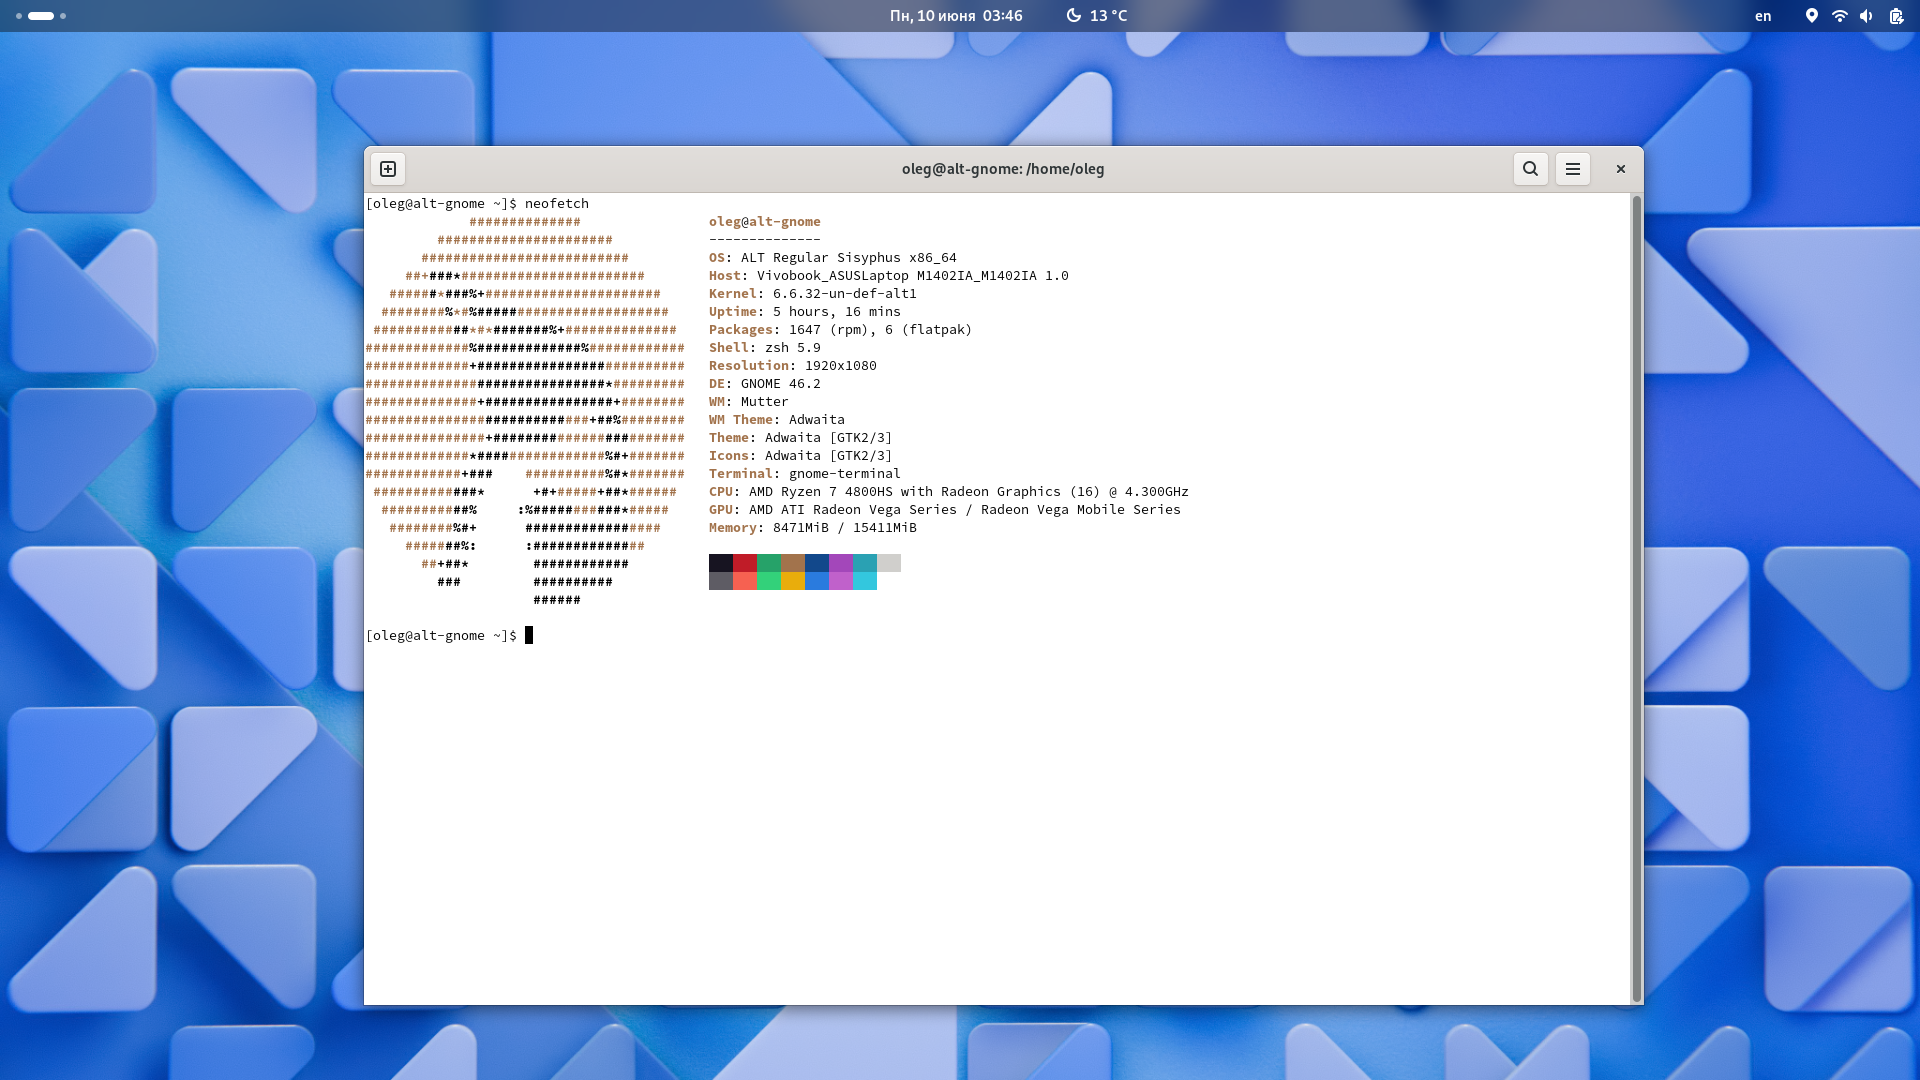 Пн, 10 июня  03:46
13 °C
en
oleg@alt-gnome: /home/oleg
[oleg@alt-gnome ~]$ neofetch
oleg@alt-gnome
--------------
OS: ALT Regular Sisyphus x86_64
Host: Vivobook_ASUSLaptop M1402IA_M1402IA 1.0
Kernel: 6.6.32-un-def-alt1
Uptime: 5 hours, 16 mins
Packages: 1647 (rpm), 6 (flatpak)
Shell: zsh 5.9
Resolution: 1920x1080
DE: GNOME 46.2
WM: Mutter
WM Theme: Adwaita
Theme: Adwaita [GTK2/3]
Icons: Adwaita [GTK2/3]
Terminal: gnome-terminal
CPU: AMD Ryzen 7 4800HS with Radeon Graphics (16) @ 4.300GHz
GPU: AMD ATI Radeon Vega Series / Radeon Vega Mobile Series
Memory: 8471MiB / 15411MiB
[oleg@alt-gnome ~]$